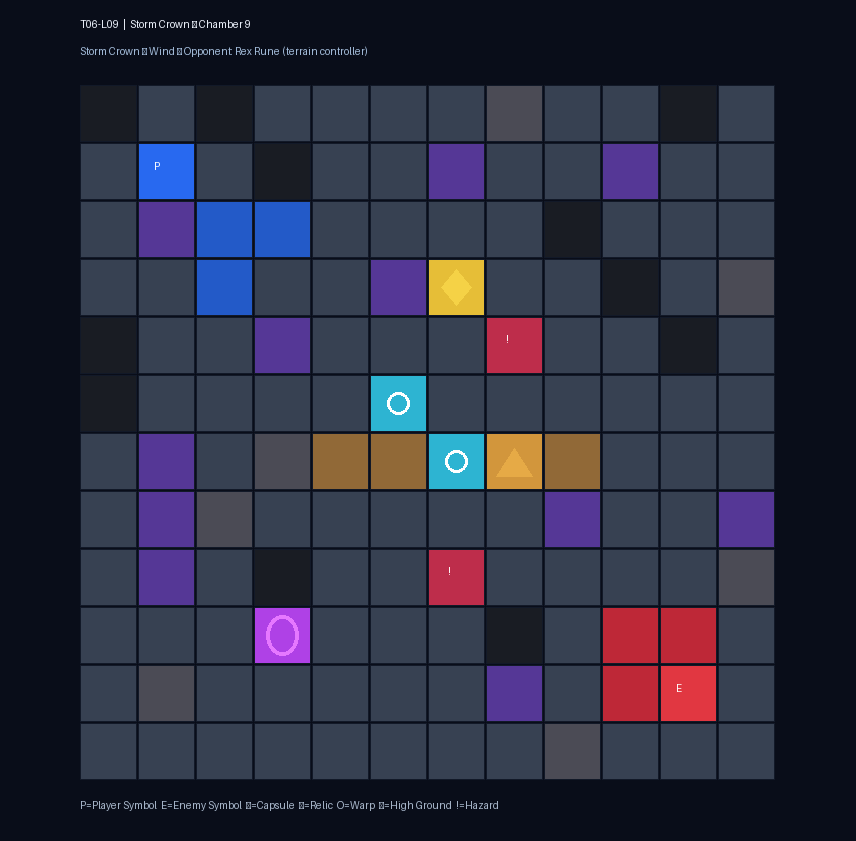 T06-L09 | Storm Crown □ Chamber 9
Storm Crown □ Wind □ Opponent: Rex Rune (terrain controller)
P
!
!
E
P=Player Symbol E=Enemy Symbol □=Capsule □=Relic O=Warp □=High Ground !=Hazard